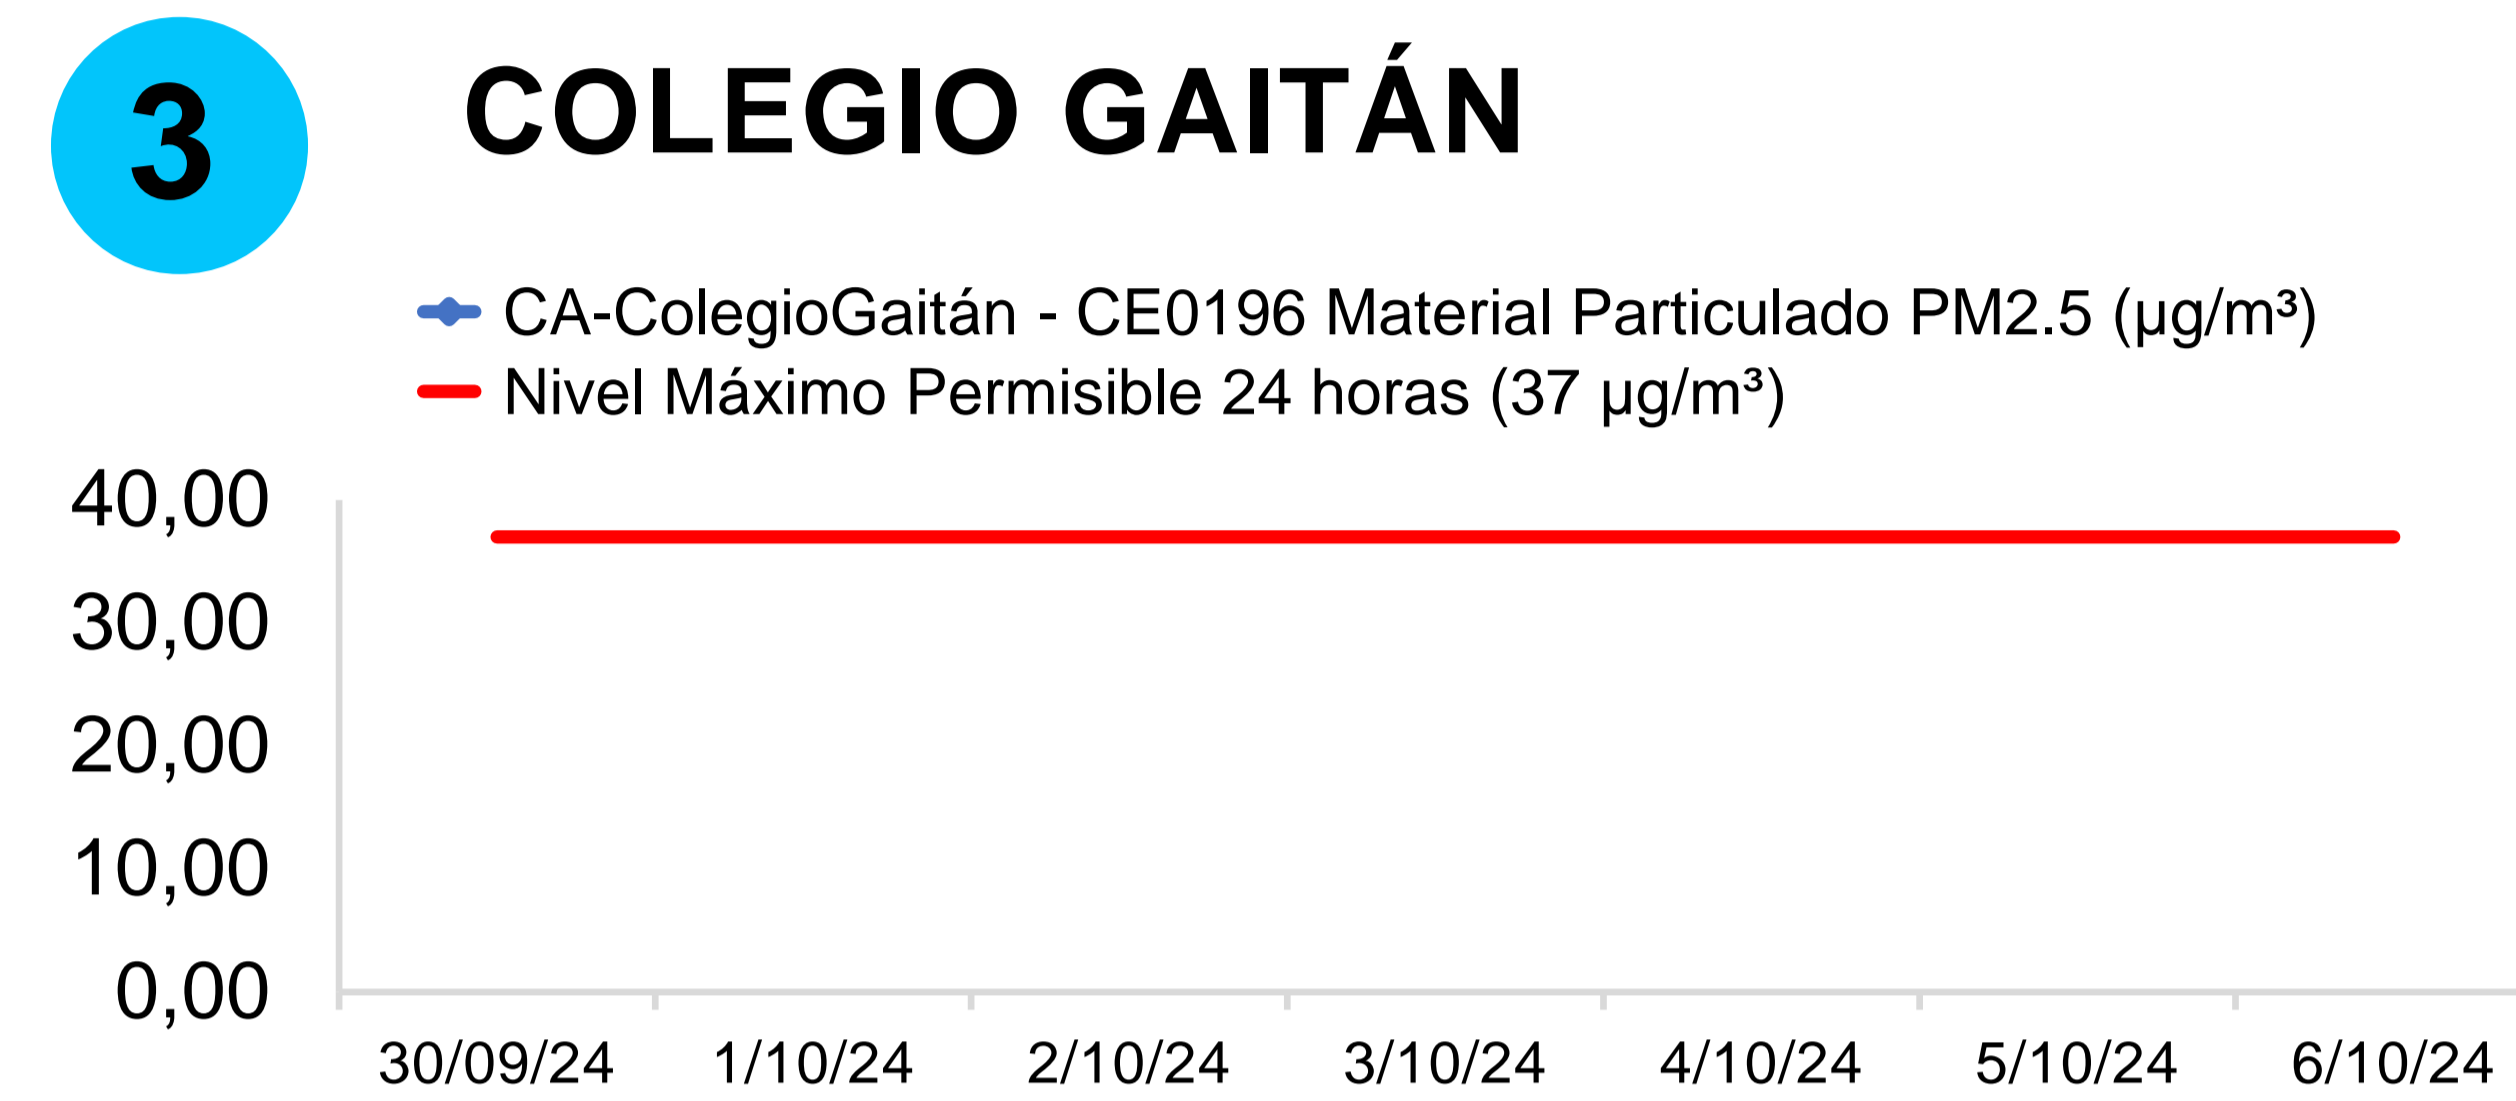 3
COLEGIO GAITÁN
CA-ColegioGaitán - CE0196 Material Particulado PM2.5 (µg/m³)
Nivel Máximo Permisible 24 horas (37 µg/m³)
40,00
30,00
20,00
10,00
0,00
30/09/24 1/10/24 2/10/24 3/10/24 4/10/24 5/10/24 6/10/24